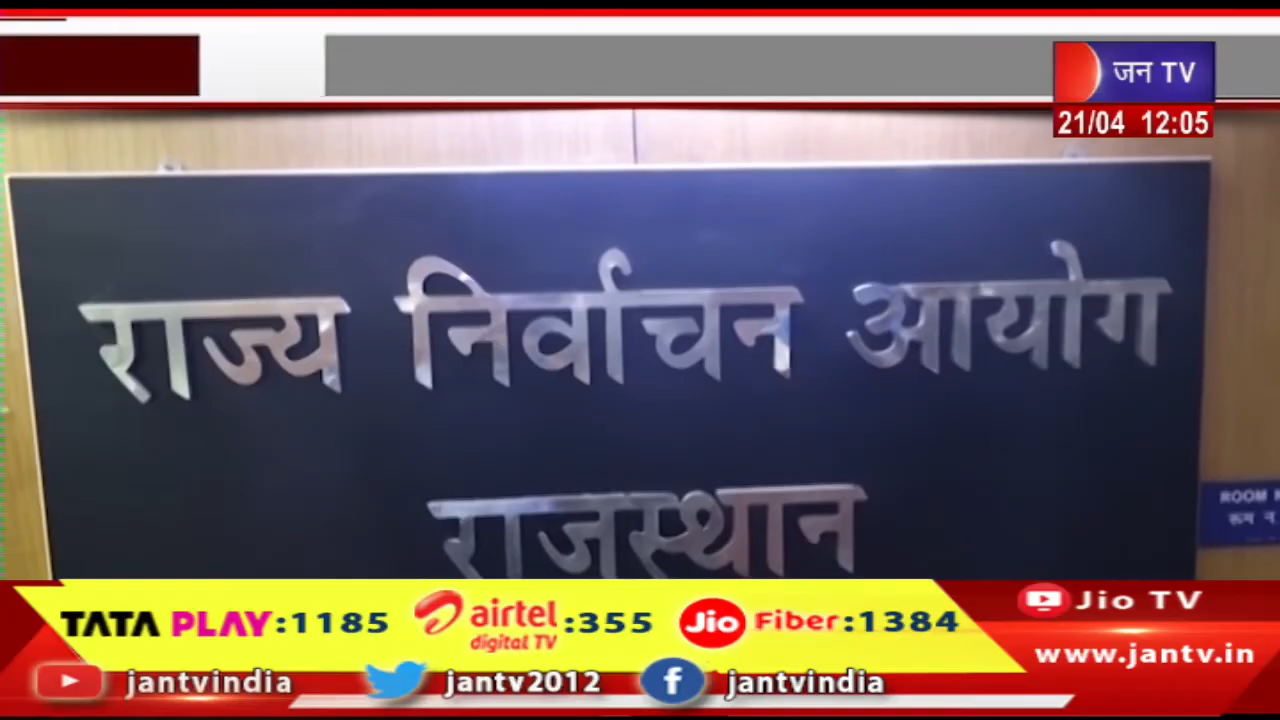 जन TV
21/04 12:05
राज्य निर्वाचन आयोग
राजस्थान
ROOM
रूम
TATA PLAY:1185
airtel digital TV:355
Jio Fiber:1384
Jio TV
www.jantv.in
jantvindia
jantv2012
jantvindia